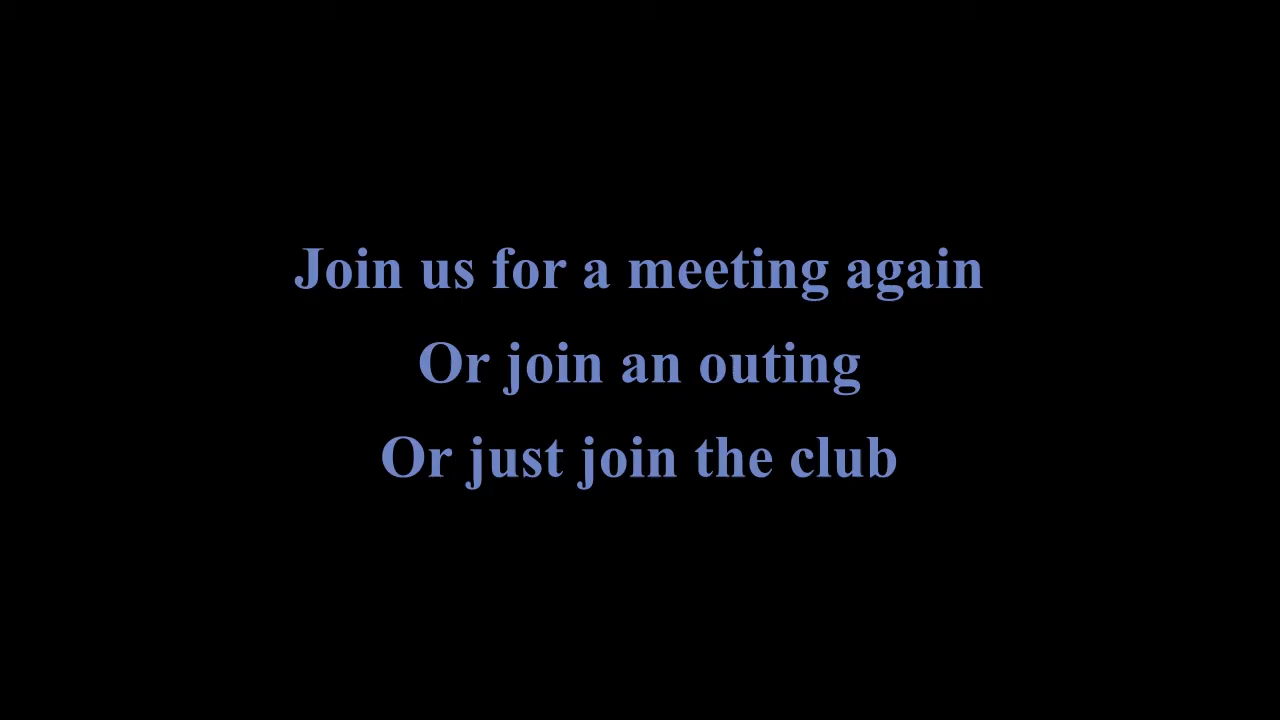 Join us for a meeting again
Or join an outing
Or just join the club